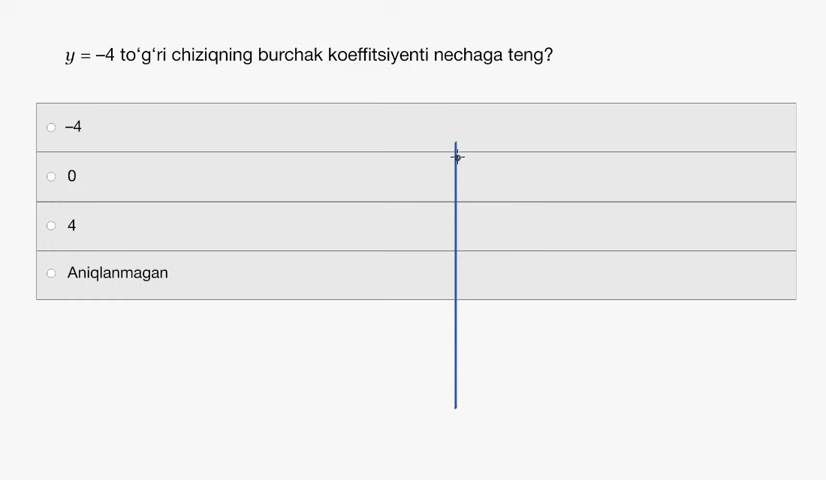 y = –4 to‘g‘ri chiziqning burchak koeffitsiyenti nechaga teng?
–4
0
4
Aniqlanmagan